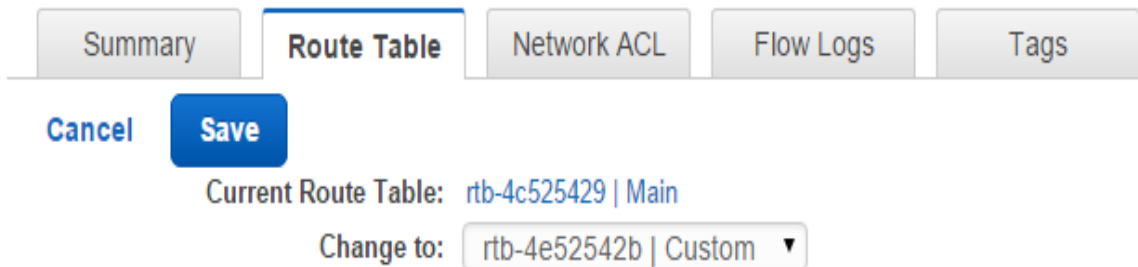 Summary Route Table Network ACL Flow Logs Tags
Cancel Save
Current Route Table: rtb-4c525429 | Main
Change to: rtb-4e52542b | Custom